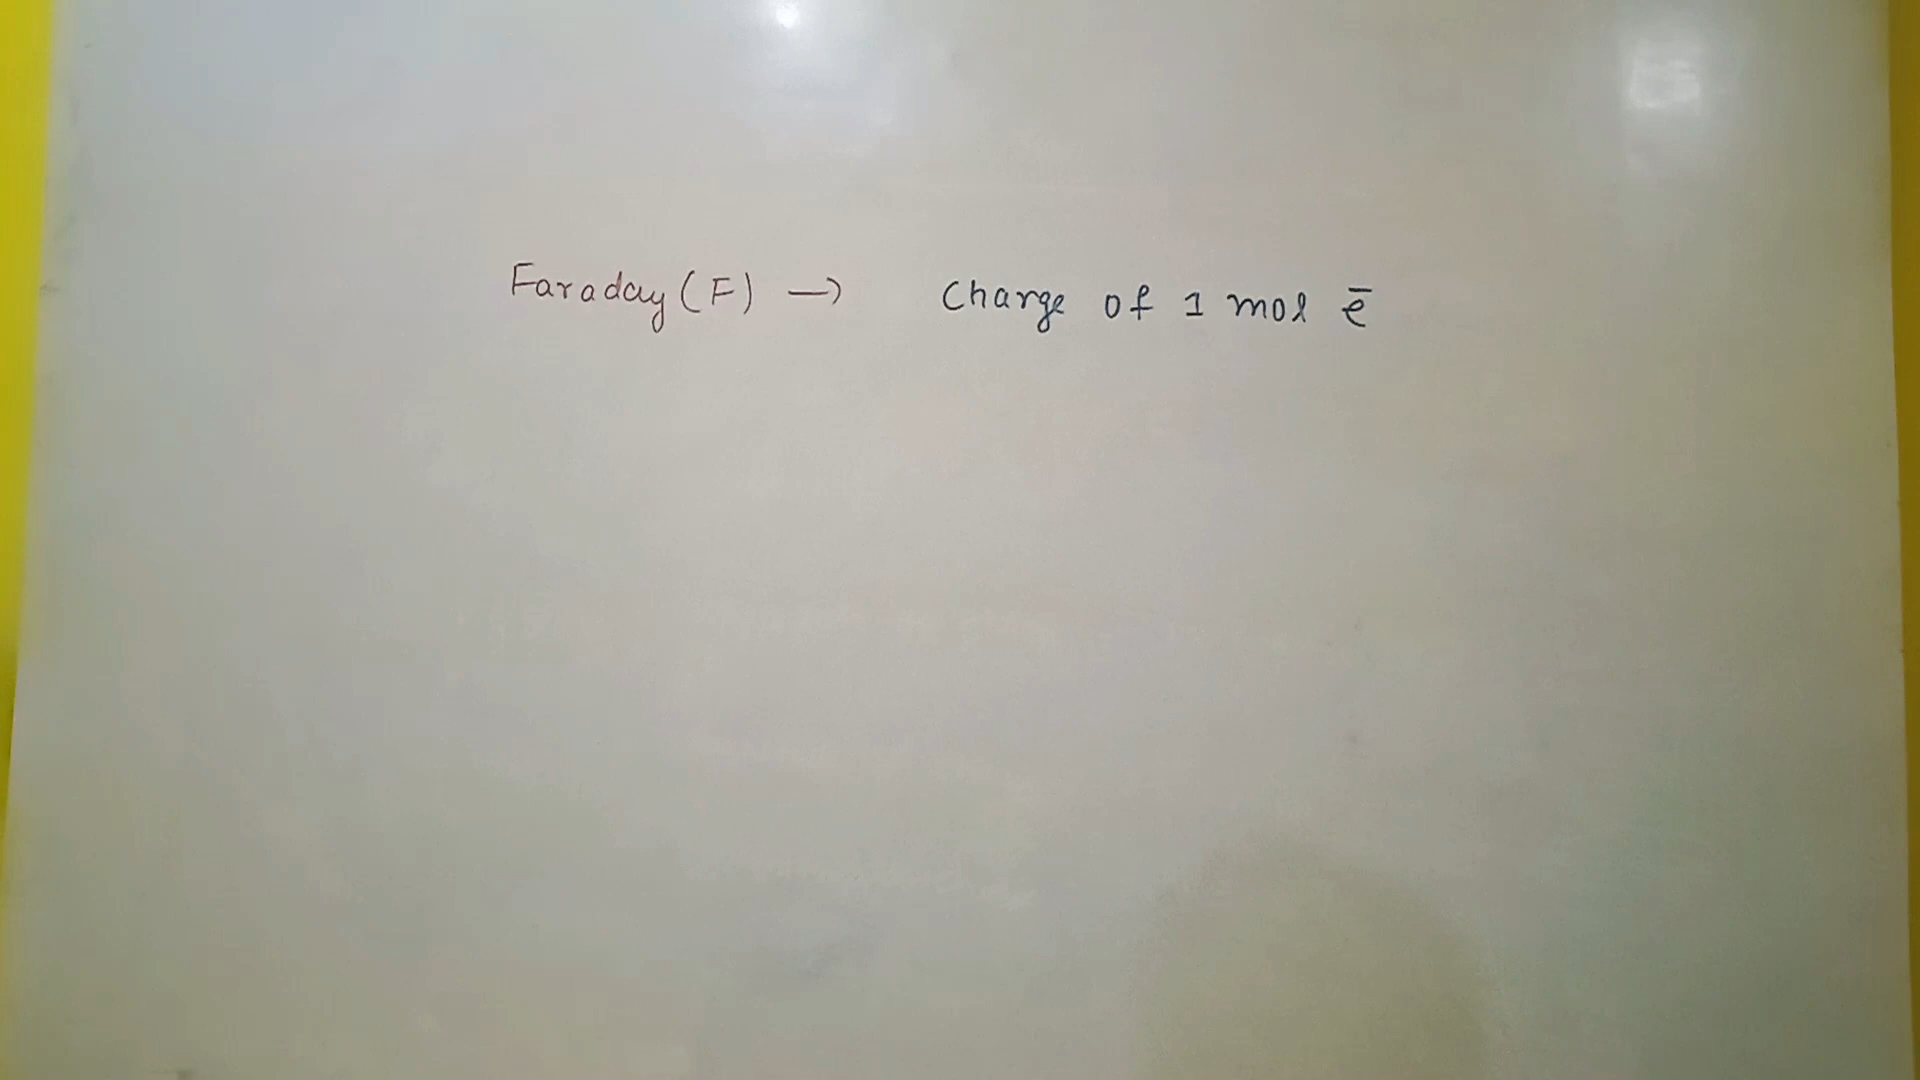 Faraday (F) → Charge of 1 mol ē